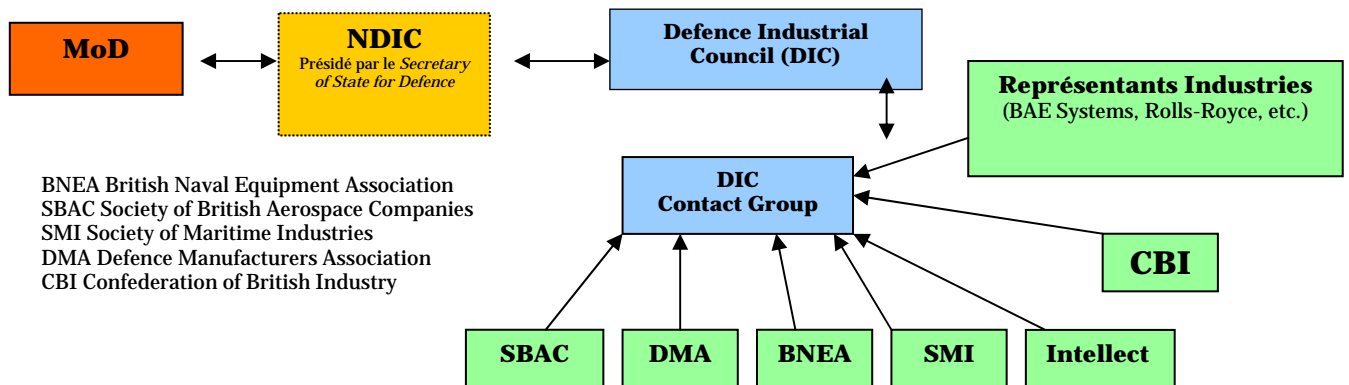 MoD
NDIC
Présidé par le Secretary
of State for Defence
Defence Industrial
Council (DIC)
Représentants Industries
(BAE Systems, Rolls-Royce, etc.)
DIC
Contact Group
BNEA British Naval Equipment Association
SBAC Society of British Aerospace Companies
SMI Society of Maritime Industries
DMA Defence Manufacturers Association
CBI Confederation of British Industry
CBI
SBAC
DMA
BNEA
SMI
Intellect